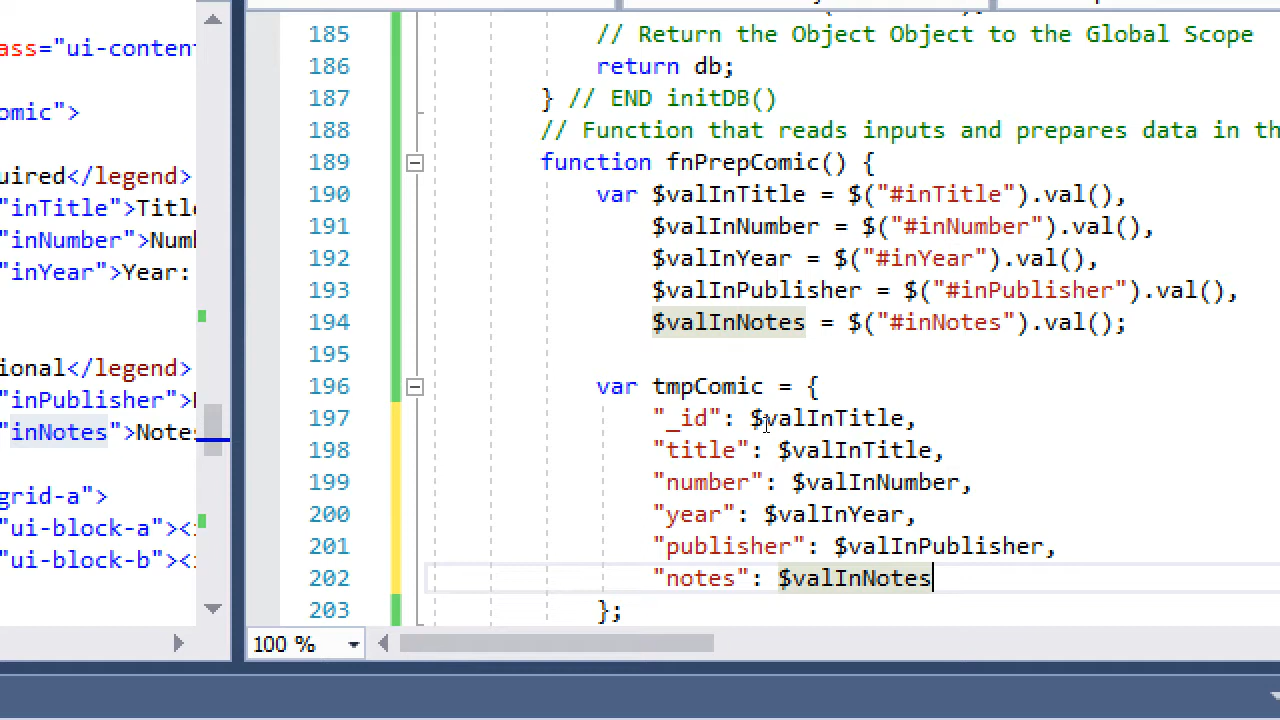 ass="ui-conten
omic">
uired</legend>
"inTitle">Title
"inNumber">Numb
"inYear">Year:
ional</legend>
"inPublisher">
"inNotes">Notes
grid-a">
"ui-block-a"><
"ui-block-b"><
185 // Return the Object Object to the Global Scope
186 return db;
187 } // END initDB()
188 // Function that reads inputs and prepares data in th
189 function fnPrepComic() {
190 var $valInTitle = $("#inTitle").val(),
191 $valInNumber = $("#inNumber").val(),
192 $valInYear = $("#inYear").val(),
193 $valInPublisher = $("#inPublisher").val(),
194 $valInNotes = $("#inNotes").val();
195
196 var tmpComic = {
197 "_id": $valInTitle,
198 "title": $valInTitle,
199 "number": $valInNumber,
200 "year": $valInYear,
201 "publisher": $valInPublisher,
202 "notes": $valInNotes
203 };
100 %